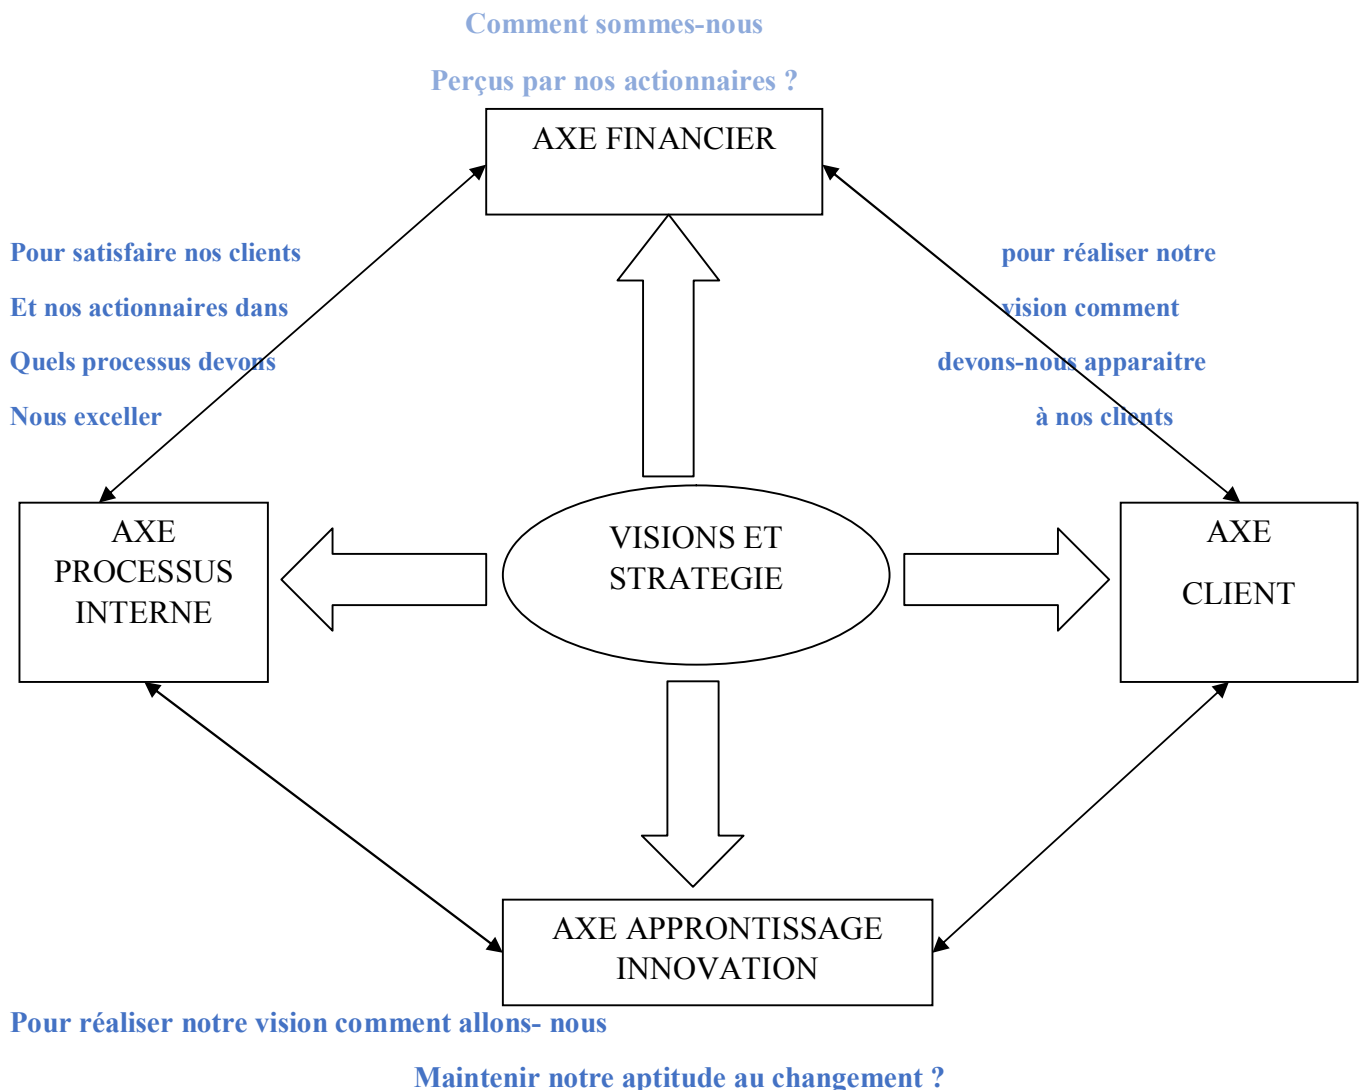 Comment sommes-nous
Perçus par nos actionnaires ?
AXE FINANCIER
Pour satisfaire nos clients
Et nos actionnaires dans
Quels processus devons
Nous exceller
pour réaliser notre
vision comment
devons-nous apparaitre
à nos clients
AXE
PROCESSUS
INTERNE
VISIONS ET
STRATEGIE
AXE
CLIENT
AXE APPRONTISSAGE
INNOVATION
Pour réaliser notre vision comment allons- nous
Maintenir notre aptitude au changement ?